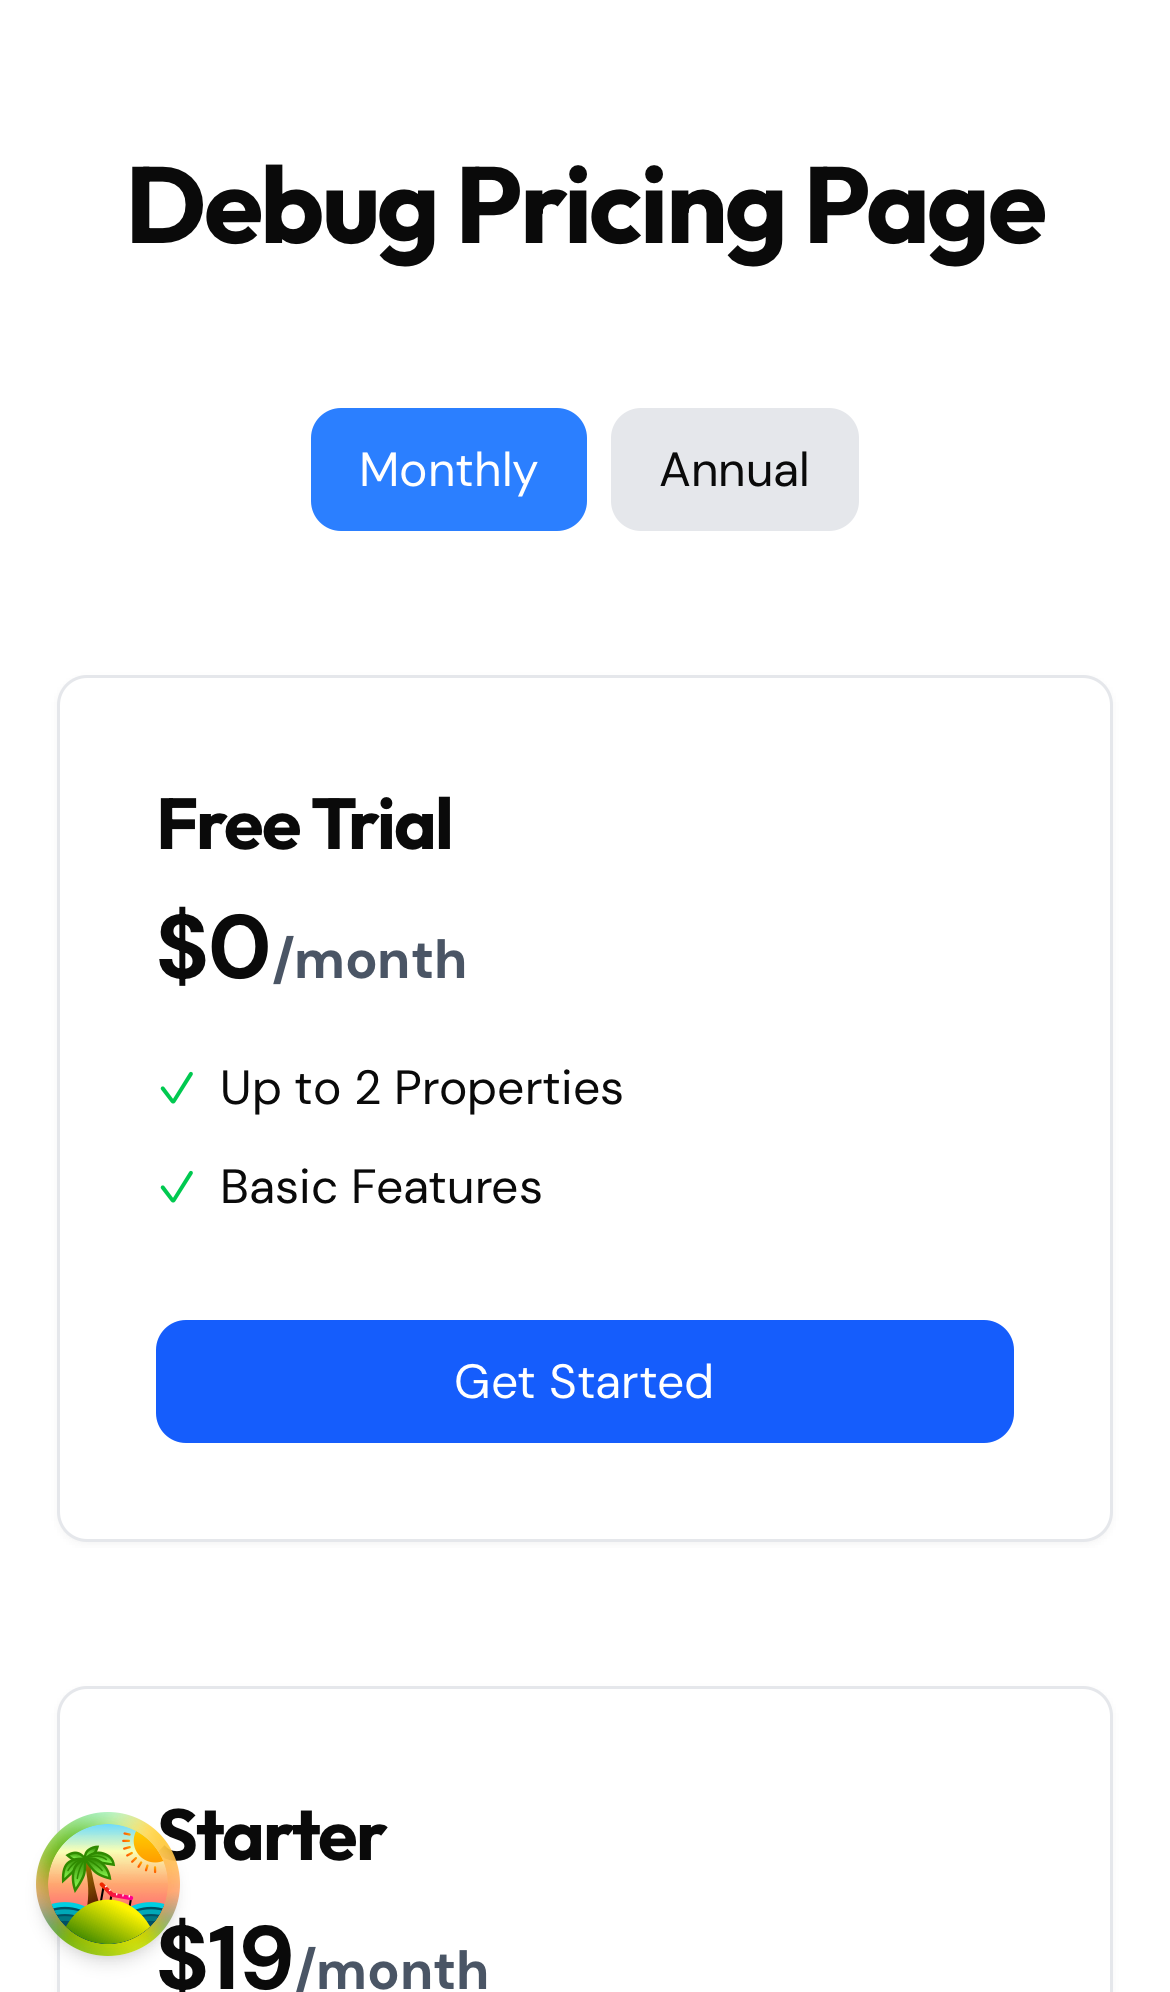 Debug Pricing Page
Monthly Annual
Free Trial
$0/month
Up to 2 Properties
Basic Features
Get Started
Starter
$19/month